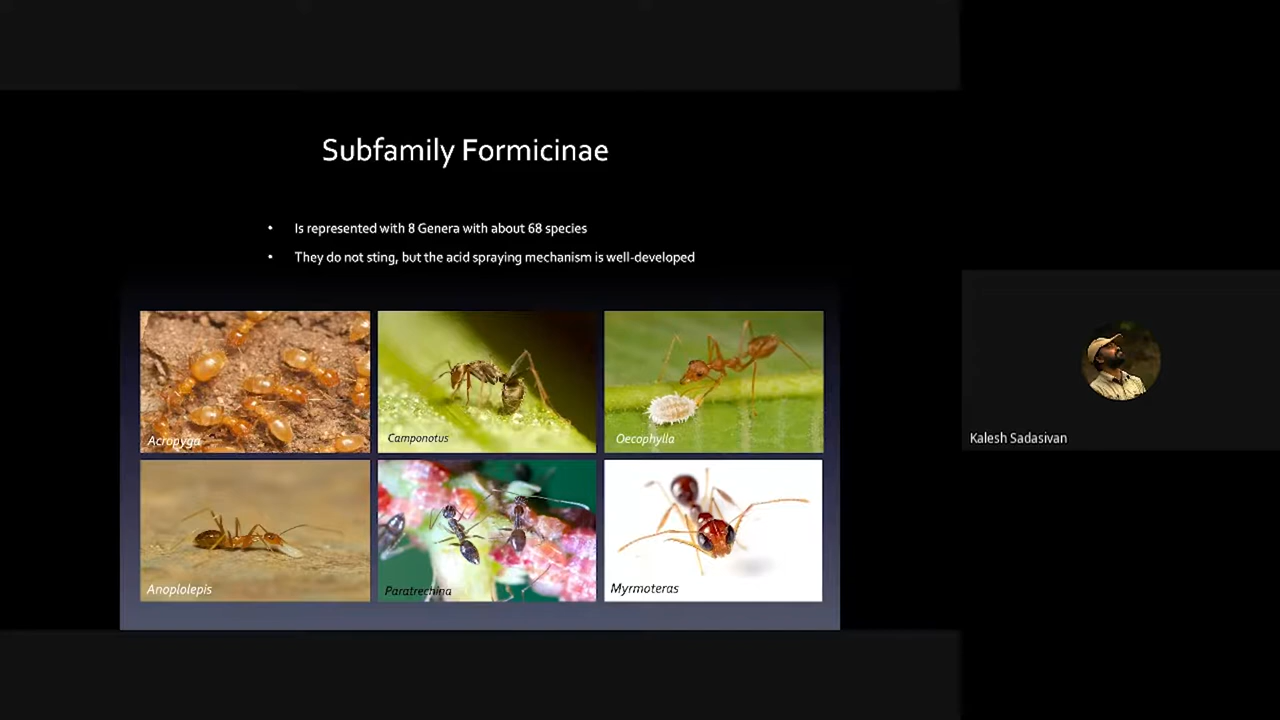 Subfamily Formicinae
• Is represented with 8 Genera with about 68 species
• They do not sting, but the acid spraying mechanism is well-developed
Acropyga
Camponotus
Oecophylla
Anoplolepis
Paratrechina
Myrmoteras
Kalesh Sadasivan